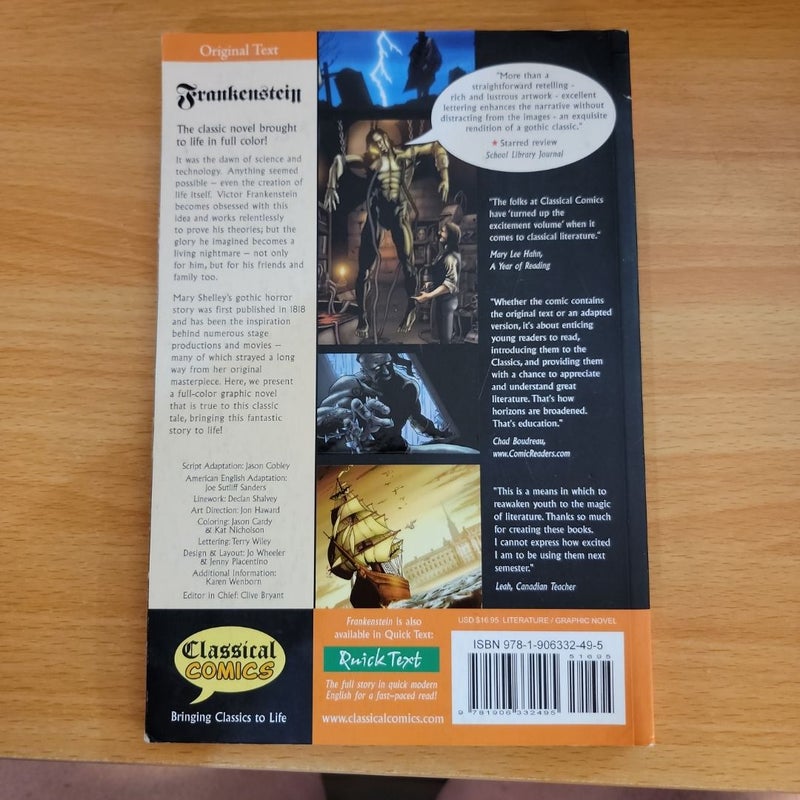 Original Text
Frankenstein
The classic novel brought
to life in full color!
It was the dawn of science and
technology. Anything seemed
possible – even the creation of
life itself. Victor Frankenstein
becomes obsessed with this
idea and works relentlessly
to prove his theories; but the
glory he imagined becomes a
living nightmare – not only
for him, but for his friends and
family too.
Mary Shelley's gothic horror
story was first published in 1818
and has been the inspiration
behind numerous stage
productions and movies –
many of which strayed a long
way from her original
masterpiece. Here, we present
a full-color graphic novel
that is true to this classic
tale, bringing this fantastic
story to life!
Script Adaptation: Jason Cobley
American English Adaptation:
Joe Sutliff Sanders
Linework: Declan Shalvey
Art Direction: Jon Haward
Coloring: Jason Cardy
& Kat Nicholson
Lettering: Terry Wiley
Design & Layout: Jo Wheeler
& Jenny Placentino
Additional Information:
Karen Wenborn
Editor in Chief: Clive Bryant
"More than a
straightforward retelling -
rich and lustrous artwork - excellent
lettering enhances the narrative without
distracting from the images - an exquisite
rendition of a gothic classic."
★ Starred review
School Library Journal
"The folks at Classical Comics
have 'turned up the
excitement volume' when it
comes to classical literature."
Mary Lee Hahn,
A Year of Reading
"Whether the comic contains
the original text or an adapted
version, it's about enticing
young readers to read,
introducing them to the
Classics, and providing them
with a chance to appreciate
and understand great
literature. That's how
horizons are broadened.
That's education."
Chad Boudreau,
www.ComicReaders.com
"This is a means in which to
reawaken youth to the magic
of literature. Thanks so much
for creating these books.
I cannot express how excited
I am to be using them next
semester."
Leah, Canadian Teacher
Classical
COMICS
Bringing Classics to Life
Frankenstein is also
available in Quick Text:
Quick Text
The full story in quick modern
English for a fast-paced read!
www.classicalcomics.com
USD $16.95 LITERATURE / GRAPHIC NOVEL
ISBN 978-1-906332-49-5
51695
9 781906 332495